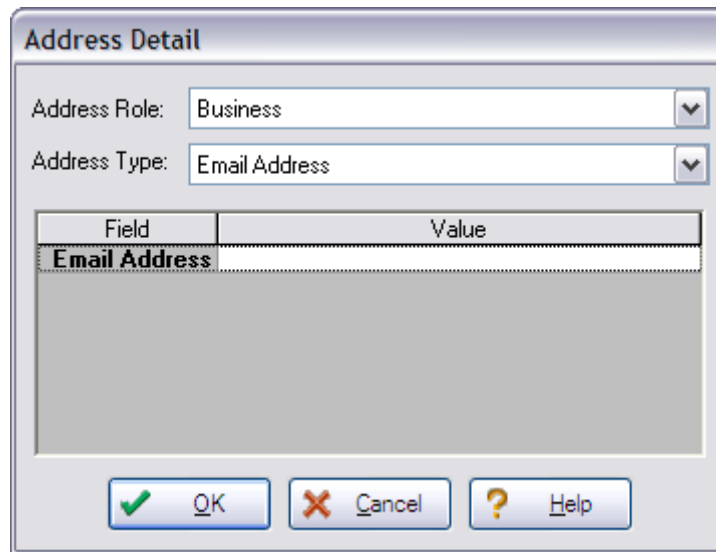 Address Detail
Address Role: Business
Address Type: Email Address
Field Value
Email Address
OK Cancel Help